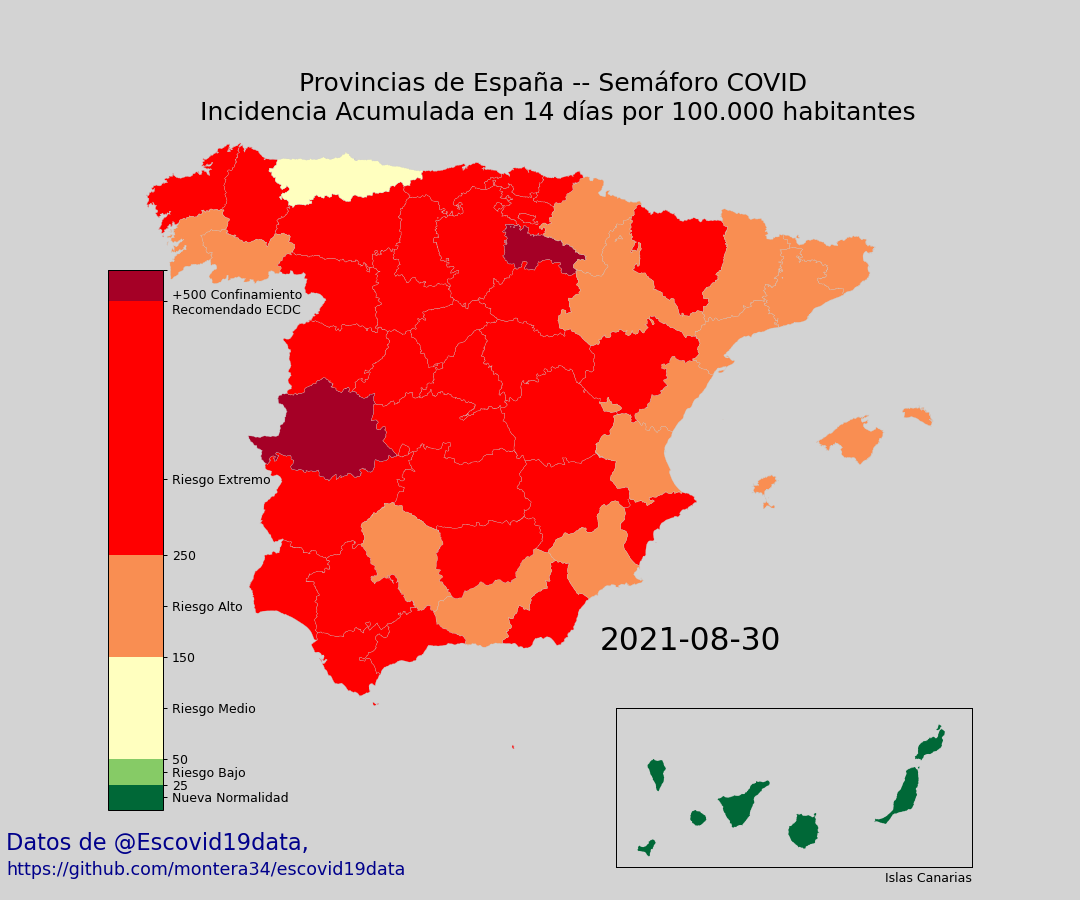 Provincias de España -- Semáforo COVID
Incidencia Acumulada en 14 días por 100.000 habitantes
+500 Confinamiento
Recomendado ECDC
Riesgo Extremo
250
Riesgo Alto
150
Riesgo Medio
50
Riesgo Bajo
25
Nueva Normalidad
2021-08-30
Islas Canarias
Datos de @Escovid19data,
https://github.com/montera34/escovid19data